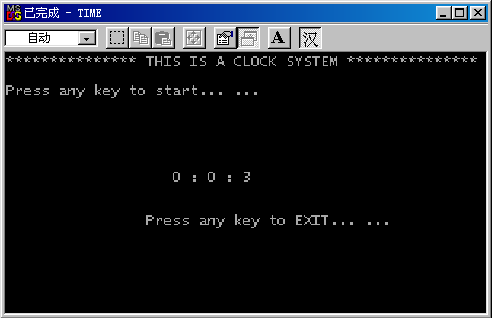 已完成 - TIME
自动 A 汉
*************** THIS IS A CLOCK SYSTEM ***************
Press any key to start... ...
0 : 0 : 3
Press any key to EXIT... ...